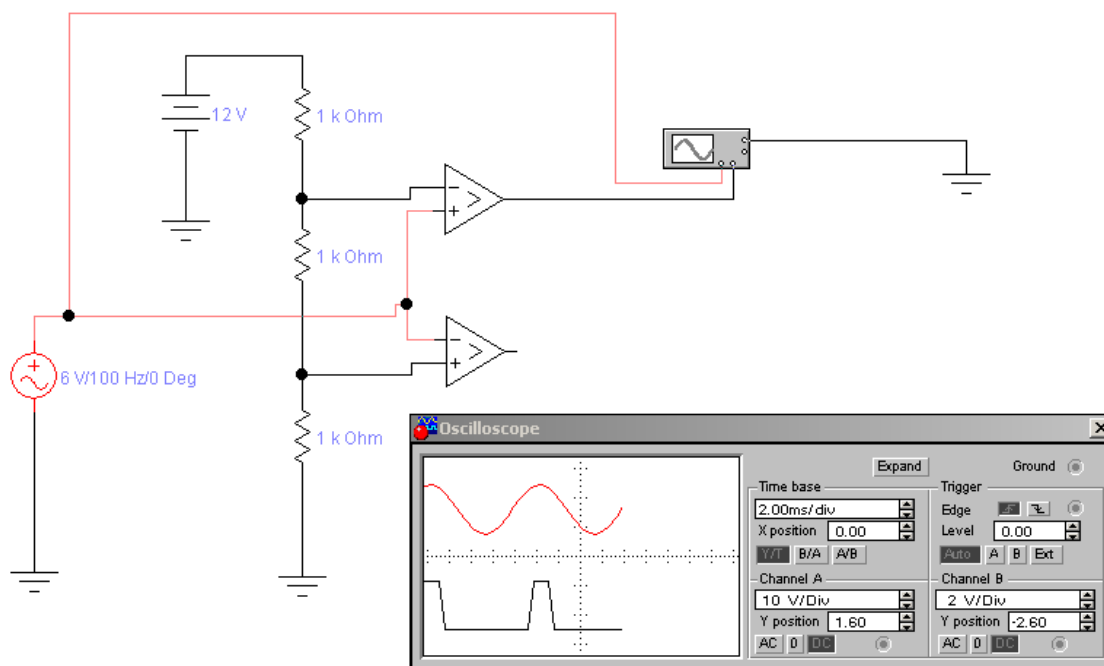 12 V
1 k Ohm
1 k Ohm
6 V/100 Hz/0 Deg
1 k Ohm
Oscilloscope
Expand
Ground
Time base
2.00ms/div
X position 0.00
Y/T B/A A/B
Trigger
Edge
Level 0.00
Auto A B Ext
Channel A
10 V/Div
Y position 1.60
AC 0 DC
Channel B
2 V/Div
Y position -2.60
AC 0 DC